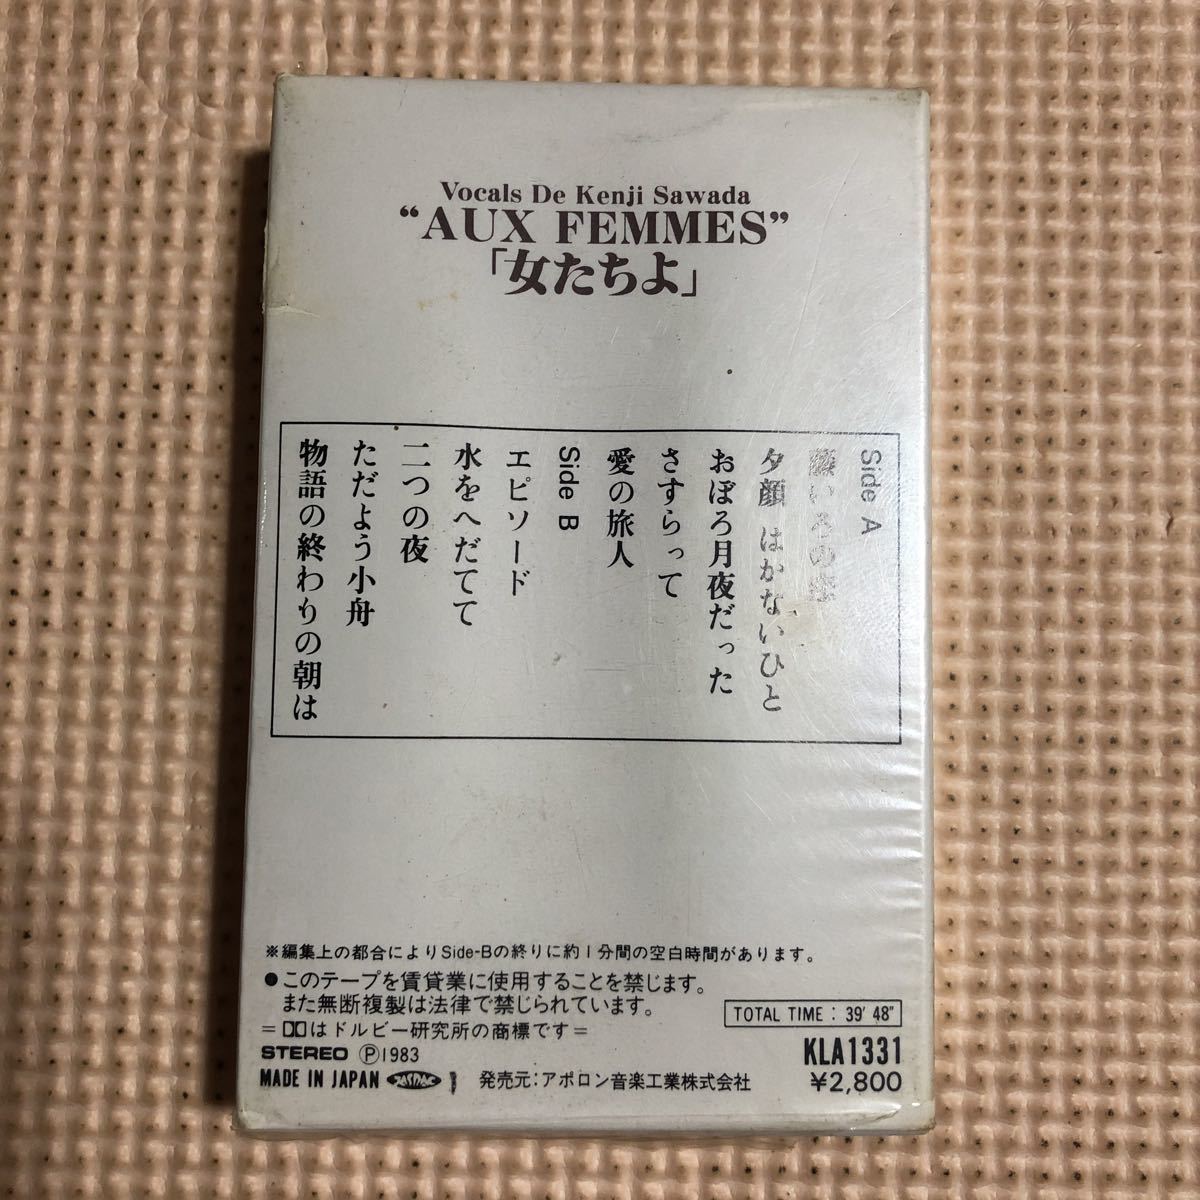 Vocals De Kenji Sawada
“AUX FEMMES”
「女たちよ」
Side A
藤いろの恋
夕顔 はかないひと
おぼろ月夜だった
さすらって
愛の旅人
Side B
エピソード
水をへだてて
二つの夜
ただよう小舟
物語の終わりの朝は
※編集上の都合によりSide-Bの終りに約1分間の空白時間があります。
●このテープを賃貸業に使用することを禁じます。
また無断複製は法律で禁じられています。
=はドルビー研究所の商標です=
TOTAL TIME : 39' 48"
STEREO Ⓟ1983
KLA1331
MADE IN JAPAN JASRAC 発売元:アポロン音楽工業株式会社
¥2,800